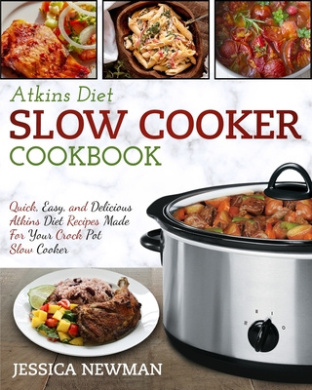 Atkins Diet
SLOW COOKER
COOKBOOK
Quick, Easy, and Delicious
Atkins Diet Recipes Made
For Your Crock Pot
Slow Cooker
JESSICA NEWMAN